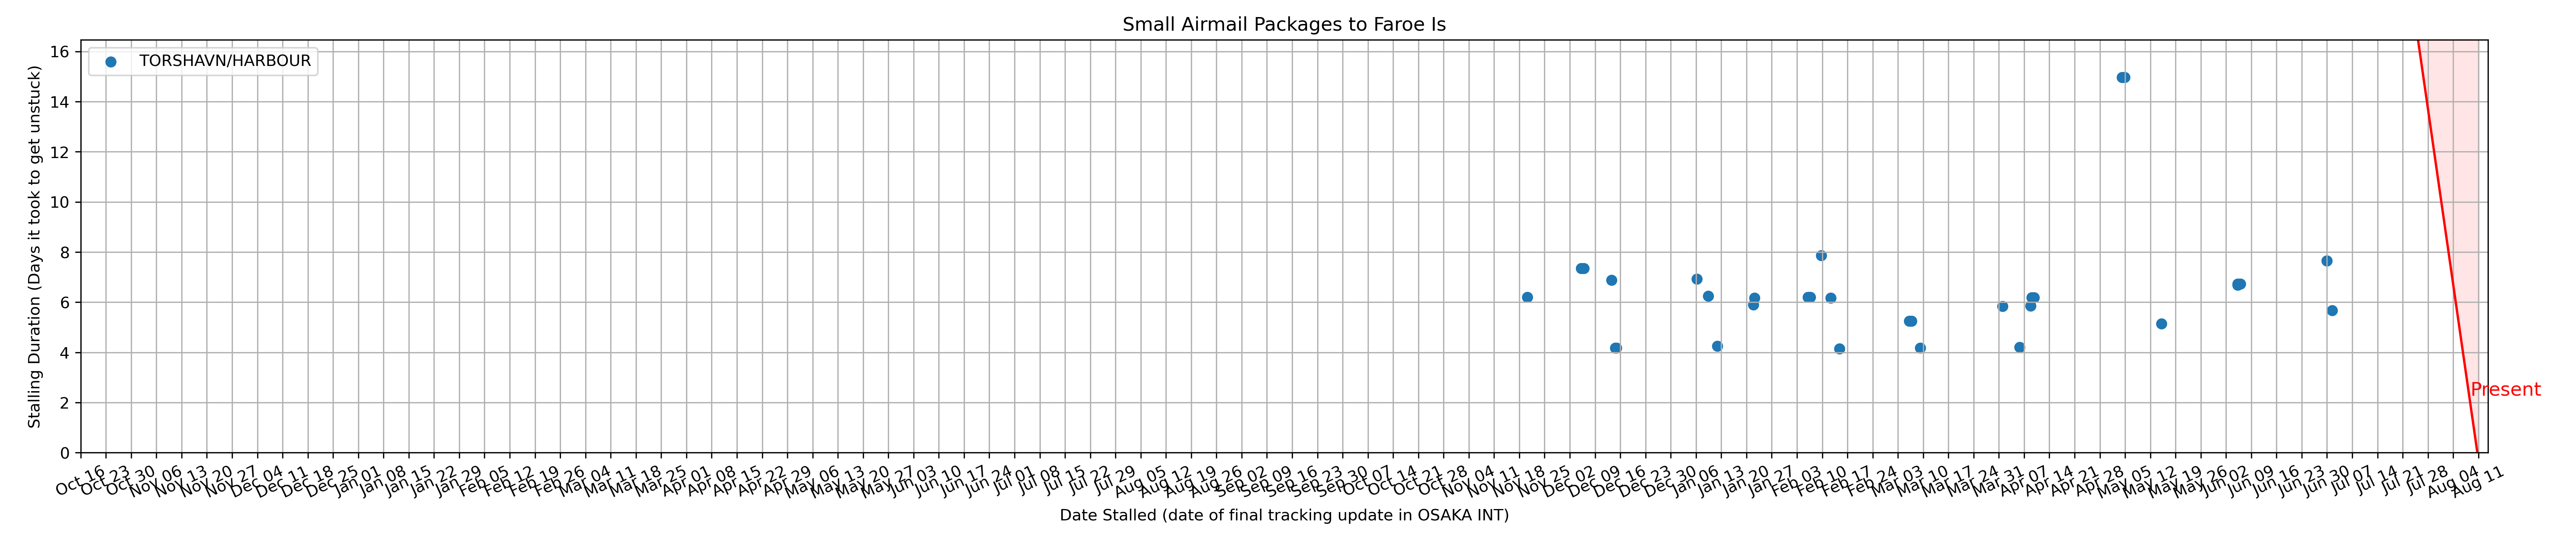 Small Airmail Packages to Faroe Is
TORSHAVN/HARBOUR
Stalling Duration (Days it took to get unstuck)
16
14
12
10
8
6
4
2
0
Present
Oct 16 Oct 23 Oct 30 Nov 06 Nov 13 Nov 20 Nov 27 Dec 04 Dec 11 Dec 18 Dec 25 Jan 01 Jan 08 Jan 15 Jan 22 Jan 29 Feb 05 Feb 12 Feb 19 Feb 26 Mar 04 Mar 11 Mar 18 Mar 25 Apr 01 Apr 08 Apr 15 Apr 22 Apr 29 May 06 May 13 May 20 May 27 Jun 03 Jun 10 Jun 17 Jun 24 Jul 01 Jul 08 Jul 15 Jul 22 Jul 29 Aug 05 Aug 12 Aug 19 Aug 26 Sep 02 Sep 09 Sep 16 Sep 23 Sep 30 Oct 07 Oct 14 Oct 21 Oct 28 Nov 04 Nov 11 Nov 18 Nov 25 Dec 02 Dec 09 Dec 16 Dec 23 Dec 30 Jan 06 Jan 13 Jan 20 Jan 27 Feb 03 Feb 10 Feb 17 Feb 24 Mar 03 Mar 10 Mar 17 Mar 24 Mar 31 Apr 07 Apr 14 Apr 21 Apr 28 May 05 May 12 May 19 May 26 Jun 02 Jun 09 Jun 16 Jun 23 Jun 30 Jul 07 Jul 14 Jul 21 Jul 28 Aug 04 Aug 11
Date Stalled (date of final tracking update in OSAKA INT)